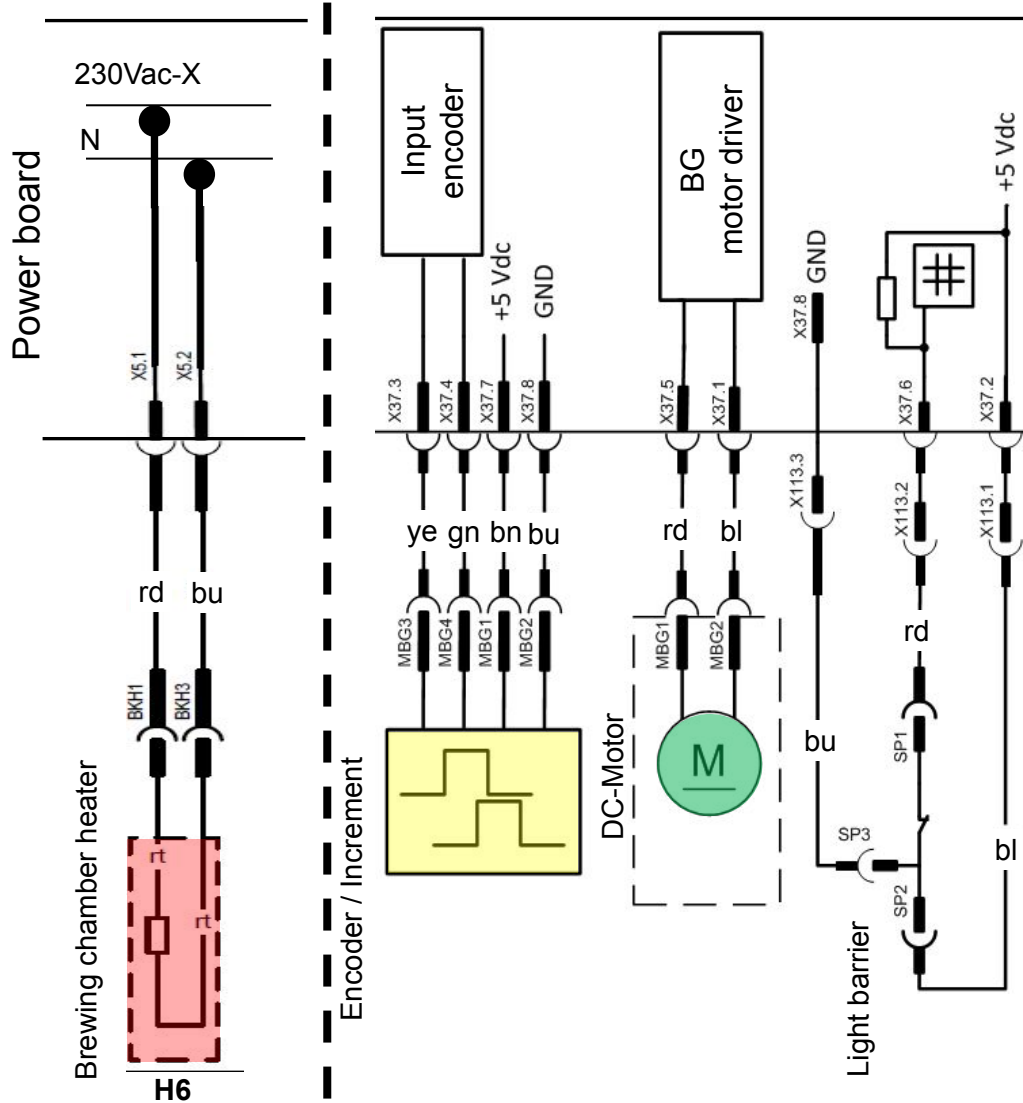 230Vac-X
N
Power board
X5.1
X5.2
rd
bu
BKH1
BKH3
rt
rt
Brewing chamber heater
H6
Input
encoder
+5 Vdc
GND
X37.3
X37.4
X37.7
X37.8
ye
gn
bn
bu
MBG3
MBG4
MBG1
MBG2
Encoder / Increment
BG
motor driver
X37.5
X37.1
rd
bl
MBG1
MBG2
M
DC-Motor
GND
X37.8
X113.3
bu
+5 Vdc
X37.6
X37.2
X113.2
X113.1
rd
SP1
SP3
SP2
bl
Light barrier